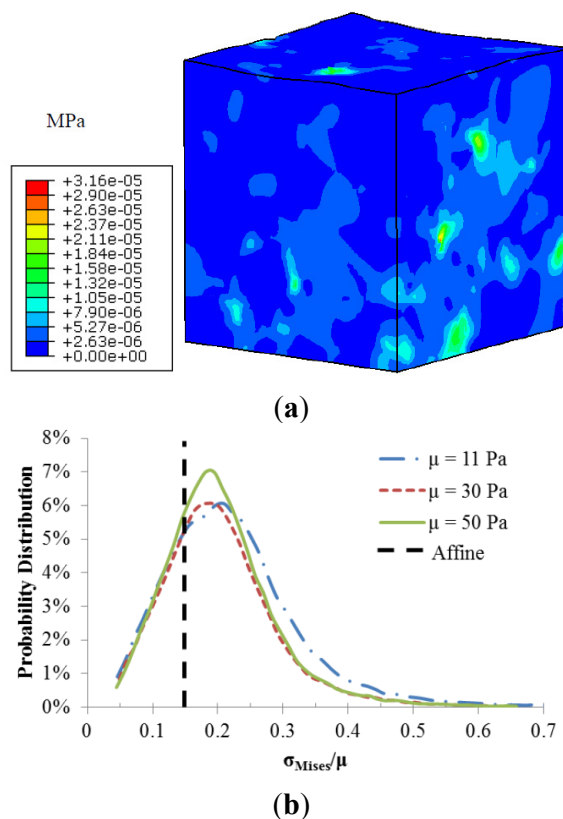 MPa
+3.16e-05
+2.90e-05
+2.63e-05
+2.37e-05
+2.11e-05
+1.84e-05
+1.58e-05
+1.32e-05
+1.05e-05
+7.90e-06
+5.27e-06
+2.63e-06
+0.00e+00
(a)
8%
7%
6%
5%
4%
3%
2%
1%
0%
Probability Distribution
μ = 11 Pa
μ = 30 Pa
μ = 50 Pa
Affine
0 0.1 0.2 0.3 0.4 0.5 0.6 0.7
σMises/μ
(b)